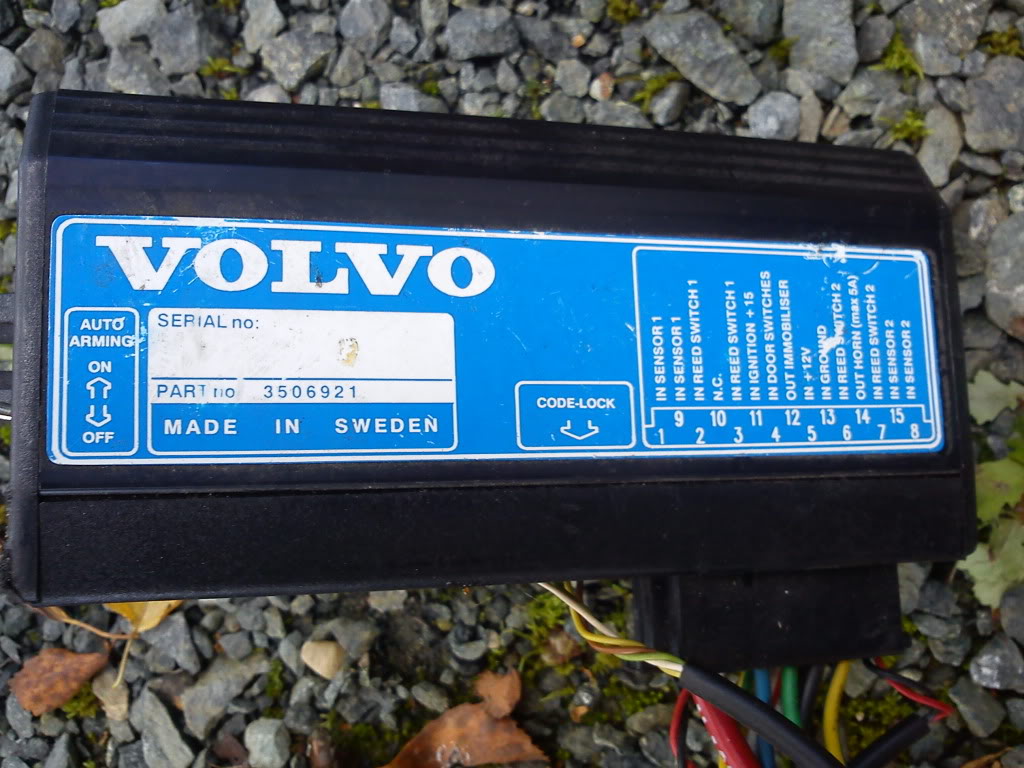 VOLVO
AUTO
ARMING
ON
OFF
SERIAL no:
PART no 3506921
MADE IN SWEDEN
CODE-LOCK
IN SENSOR 1
IN SENSOR 1
IN REED SWITCH 1
N.C.
IN REED SWITCH 1
IN IGNITION +15
IN DOOR SWITCHES
OUT IMMOBILISER
IN +12V
IN GROUND
IN REED SWITCH 2
OUT HORN (max 5A)
IN REED SWITCH 2
IN SENSOR 2
IN SENSOR 2
9 10 11 12 13 14 15
1 2 3 4 5 6 7 8